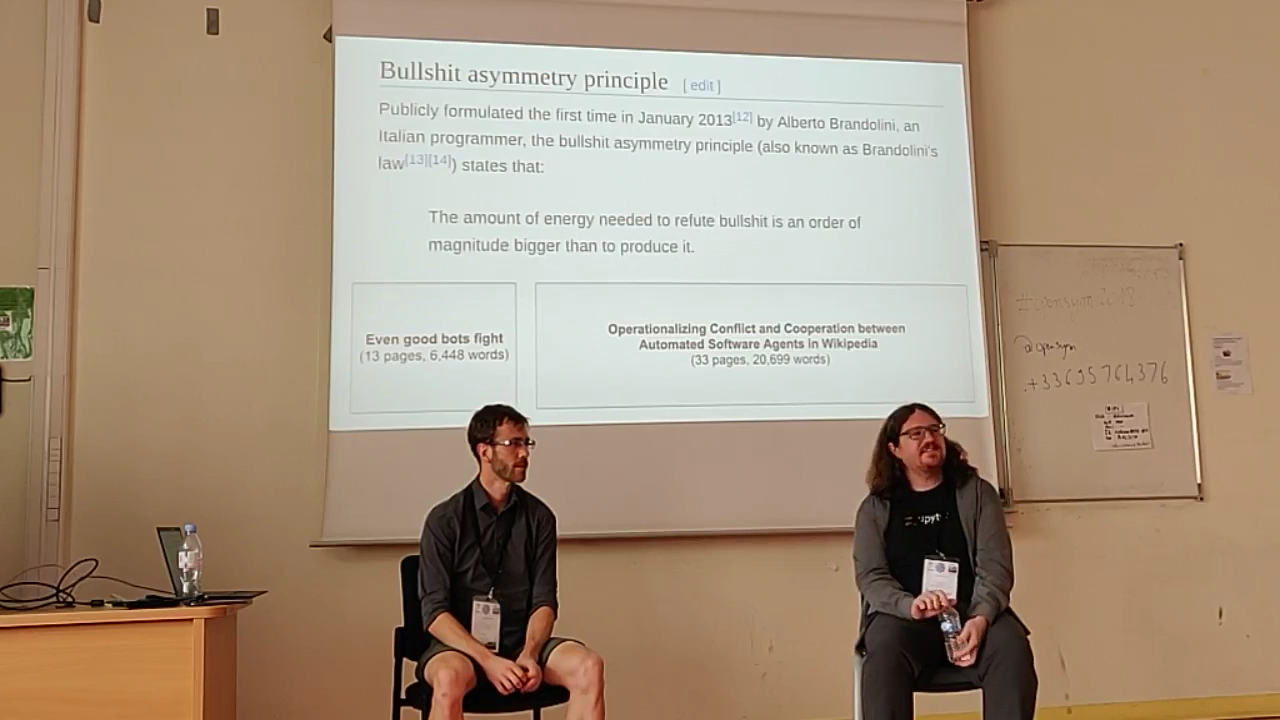 Bullshit asymmetry principle [ edit ]
Publicly formulated the first time in January 2013[12] by Alberto Brandolini, an
Italian programmer, the bullshit asymmetry principle (also known as Brandolini's
law[13][14]) states that:
The amount of energy needed to refute bullshit is an order of
magnitude bigger than to produce it.
Even good bots fight
(13 pages, 6,448 words)
Operationalizing Conflict and Cooperation between
Automated Software Agents in Wikipedia
(33 pages, 20,699 words)
#opensym2018
@opensym
+33695764376